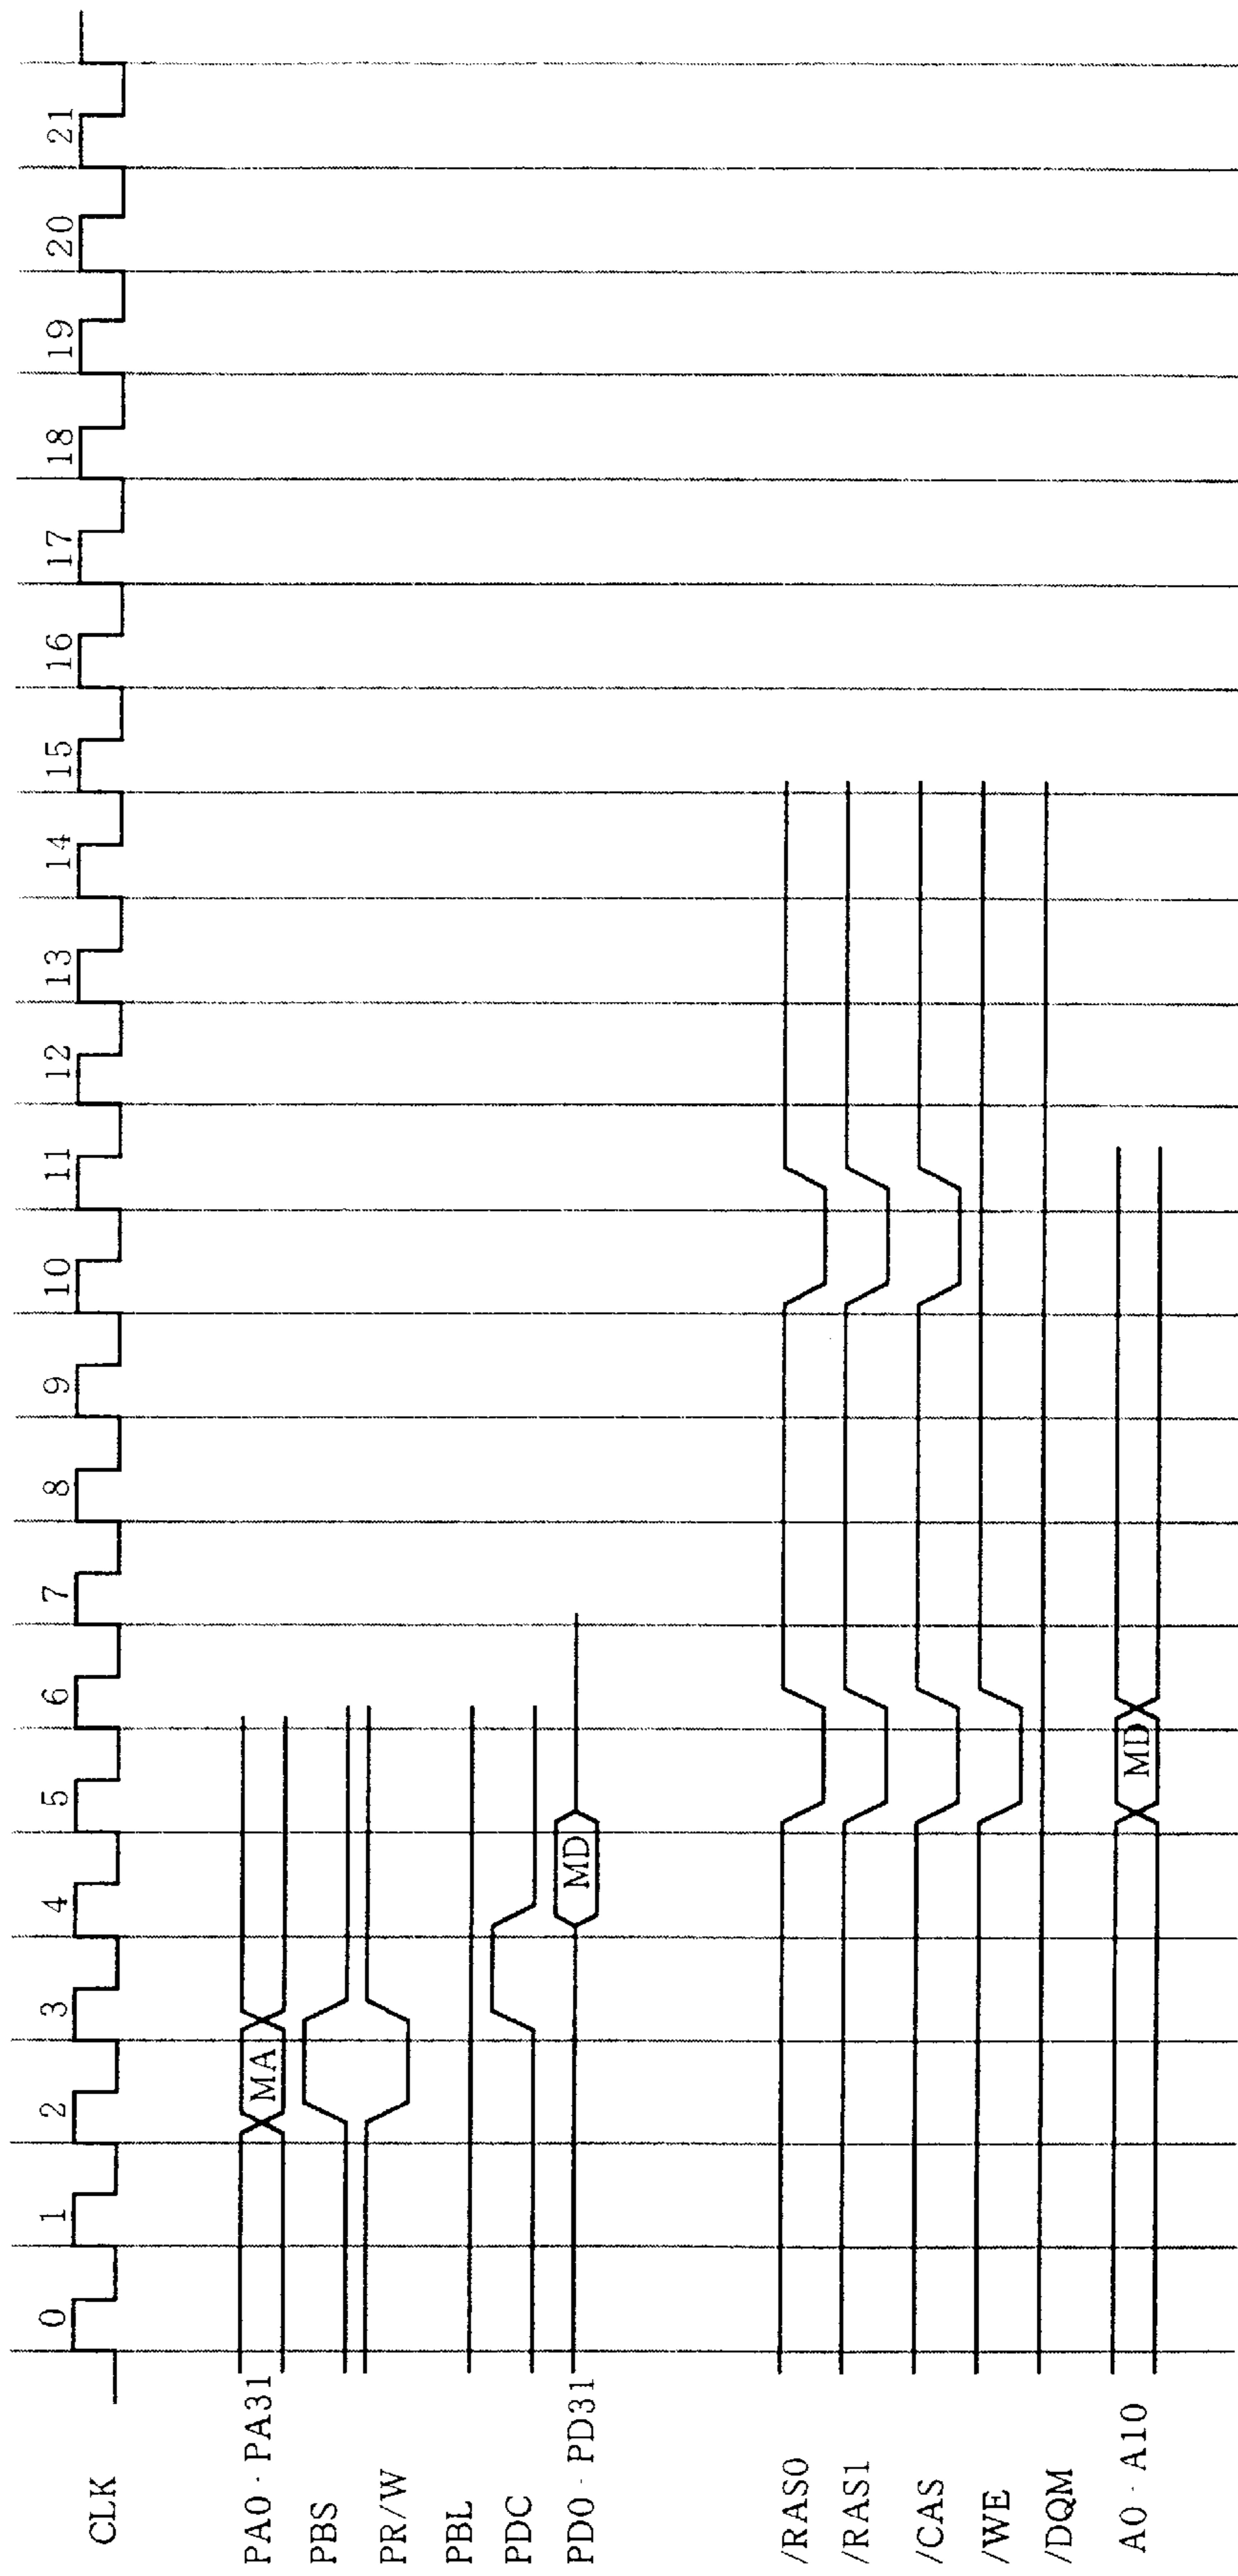 CLK
0 1 2 3 4 5 6 7 8 9 10 11 12 13 14 15 16 17 18 19 20 21
PA0 · PA31
MA
PBS
PR/W
PBL
PDC
PD0 · PD31
MD
/RAS0
/RAS1
/CAS
/WE
/DQM
A0 · A10
MD